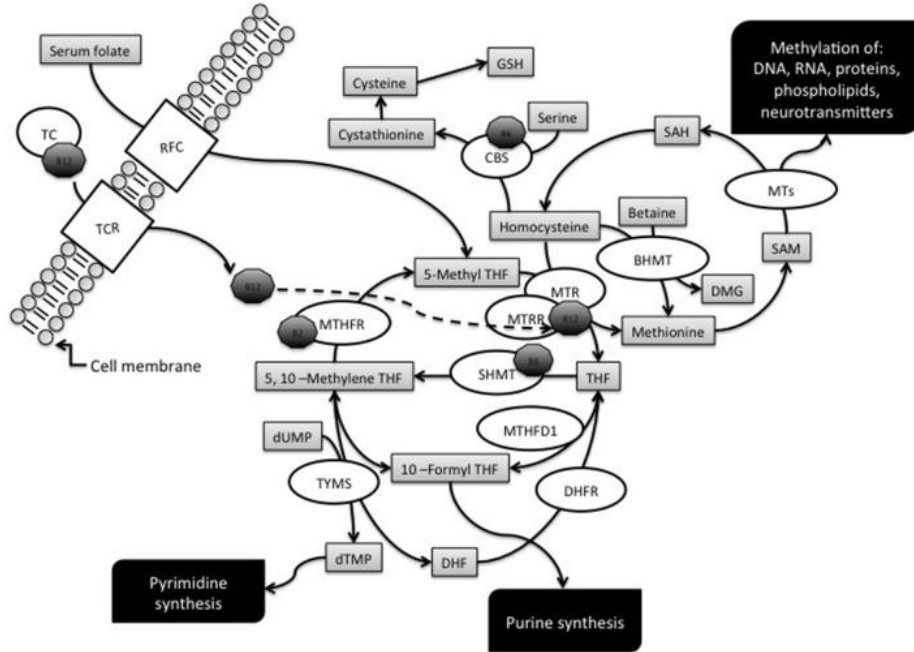 Serum folate
TC
B12
RFC
TCR
B12
Cell membrane
Cysteine
GSH
Cystathionine
B6
CBS
Serine
Methylation of:
DNA, RNA, proteins,
phospholipids,
neurotransmitters
SAH
MTs
SAM
Homocysteine
Betaine
BHMT
DMG
Methionine
5-Methyl THF
MTR
MTRR
B12
MTHFR
B2
5, 10 –Methylene THF
SHMT
B6
THF
MTHFD1
dUMP
TYMS
10 –Formyl THF
DHFR
dTMP
DHF
Pyrimidine
synthesis
Purine synthesis